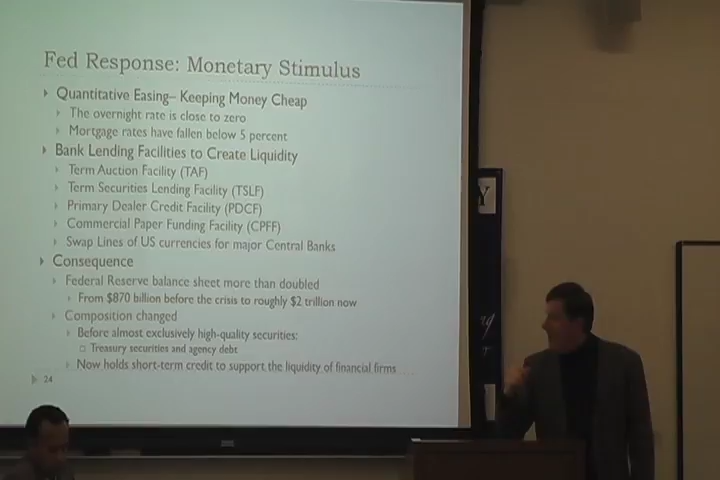 Fed Response: Monetary Stimulus
Quantitative Easing– Keeping Money Cheap
The overnight rate is close to zero
Mortgage rates have fallen below 5 percent
Bank Lending Facilities to Create Liquidity
Term Auction Facility (TAF)
Term Securities Lending Facility (TSLF)
Primary Dealer Credit Facility (PDCF)
Commercial Paper Funding Facility (CPFF)
Swap Lines of US currencies for major Central Banks
Consequence
Federal Reserve balance sheet more than doubled
From $870 billion before the crisis to roughly $2 trillion now
Composition changed
Before almost exclusively high-quality securities:
Treasury securities and agency debt
Now holds short-term credit to support the liquidity of financial firms
24
Y